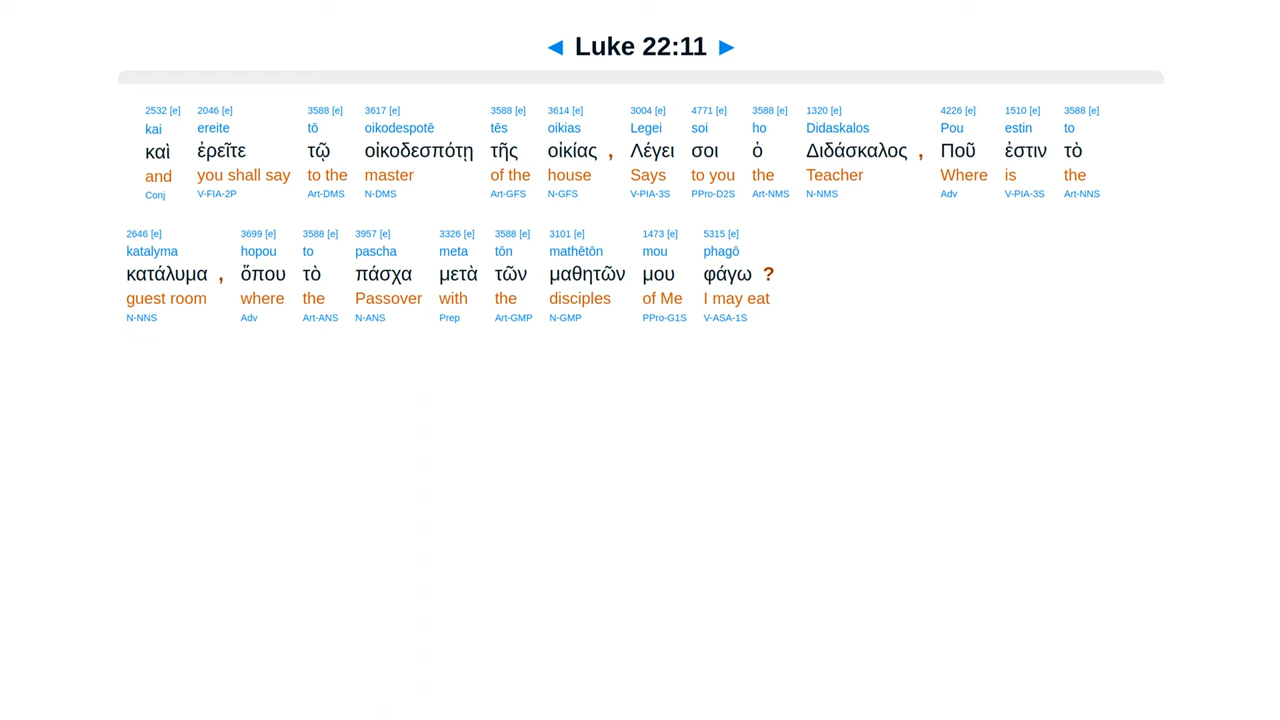 ◄ Luke 22:11 ►
2532 [e] 2046 [e] 3588 [e] 3617 [e] 3588 [e] 3614 [e] 3004 [e] 4771 [e] 3588 [e] 1320 [e] 4226 [e] 1510 [e] 3588 [e]
kai ereite tō oikodespotē tēs oikias Legei soi ho Didaskalos Pou estin to
καὶ ἐρεῖτε τῷ οἰκοδεσπότῃ τῆς οἰκίας , Λέγει σοι ὁ Διδάσκαλος , Ποῦ ἐστιν τὸ
and you shall say to the master of the house Says to you the Teacher Where is the
Conj V-FIA-2P Art-DMS N-DMS Art-GFS N-GFS V-PIA-3S PPro-D2S Art-NMS N-NMS Adv V-PIA-3S Art-NNS
2646 [e] 3699 [e] 3588 [e] 3957 [e] 3326 [e] 3588 [e] 3101 [e] 1473 [e] 5315 [e]
katalyma hopou to pascha meta tōn mathētōn mou phagō
κατάλυμα , ὅπου τὸ πάσχα μετὰ τῶν μαθητῶν μου φάγω ?
guest room where the Passover with the disciples of Me I may eat
N-NNS Adv Art-ANS N-ANS Prep Art-GMP N-GMP PPro-G1S V-ASA-1S